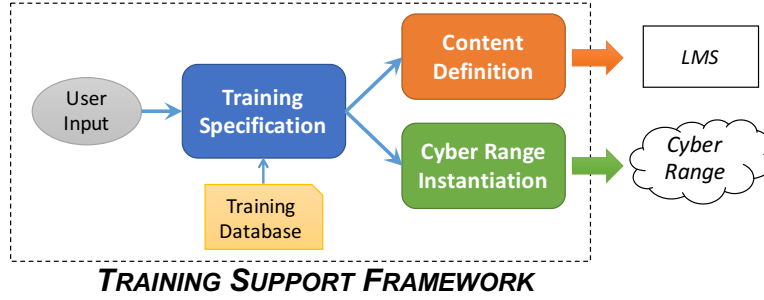 User
Input
Training
Specification
Training
Database
Content
Definition
Cyber Range
Instantiation
LMS
Cyber
Range
TRAINING SUPPORT FRAMEWORK